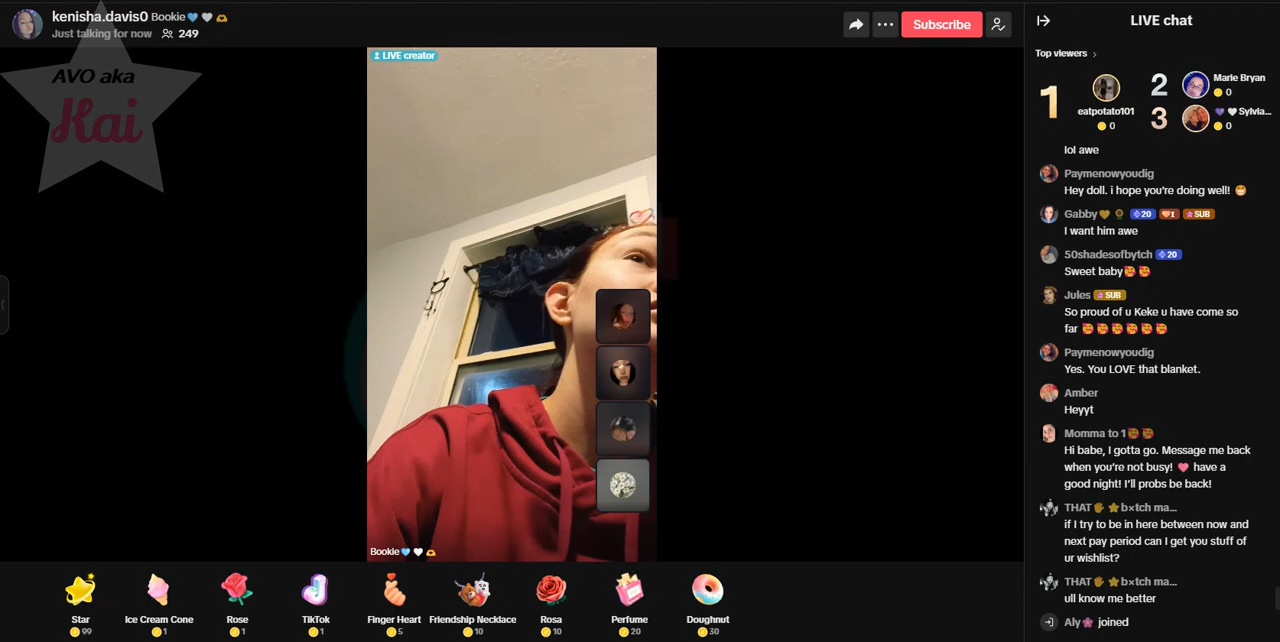 kenisha.davis0 Bookie🩵🤍🫶
Just talking for now 249
Subscribe
AVO aka
Kai
LIVE creator
Bookie🩵🤍🫶
Star
99
Ice Cream Cone
1
Rose
1
TikTok
1
Finger Heart
5
Friendship Necklace
10
Rosa
10
Perfume
20
Doughnut
30
LIVE chat
Top viewers
1
eatpotato101
0
2
Marie Bryan
0
3
💜🤍Sylvia...
0
lol awe
Paymenowyoudig
Hey doll. i hope you're doing well! 😁
Gabby🤎🌻 20 I SUB
I want him awe
50shadesofbytch 20
Sweet baby🥰🥰
Jules SUB
So proud of u Keke u have come so
far 🥰🥰🥰🥰🥰🥰
Paymenowyoudig
Yes. You LOVE that blanket.
Amber
Heyyt
Momma to 1🥰🥰
Hi babe, I gotta go. Message me back
when you're not busy! ❤️ have a
good night! I'll probs be back!
THAT🖐🏾⭐b×tch ma...
if I try to be in here between now and
next pay period can I get you stuff of
ur wishlist?
THAT🖐🏾⭐b×tch ma...
ull know me better
Aly🌸 joined